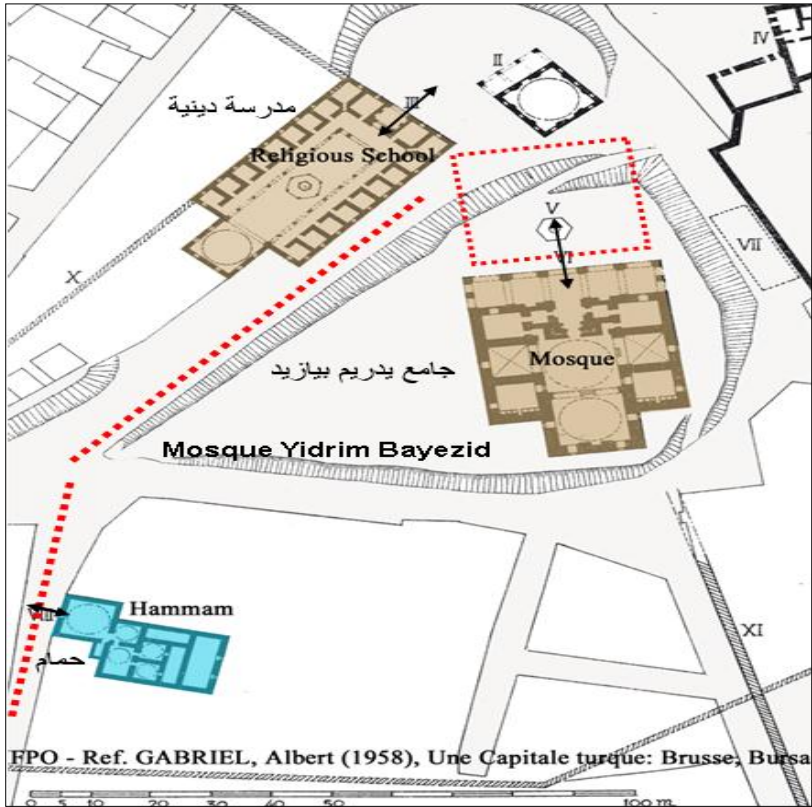 IV
II
مدرسة دينية
III
Religious School
V
VII
VI
X
Mosque
جامع يدريم بيازيد
Mosque Yidrim Bayezid
VIII
Hammam
حمام
XI
FPO - Ref. GABRIEL, Albert (1958), Une Capitale turque: Brusse, Bursa
0 5 10 20 30 50 100 m.